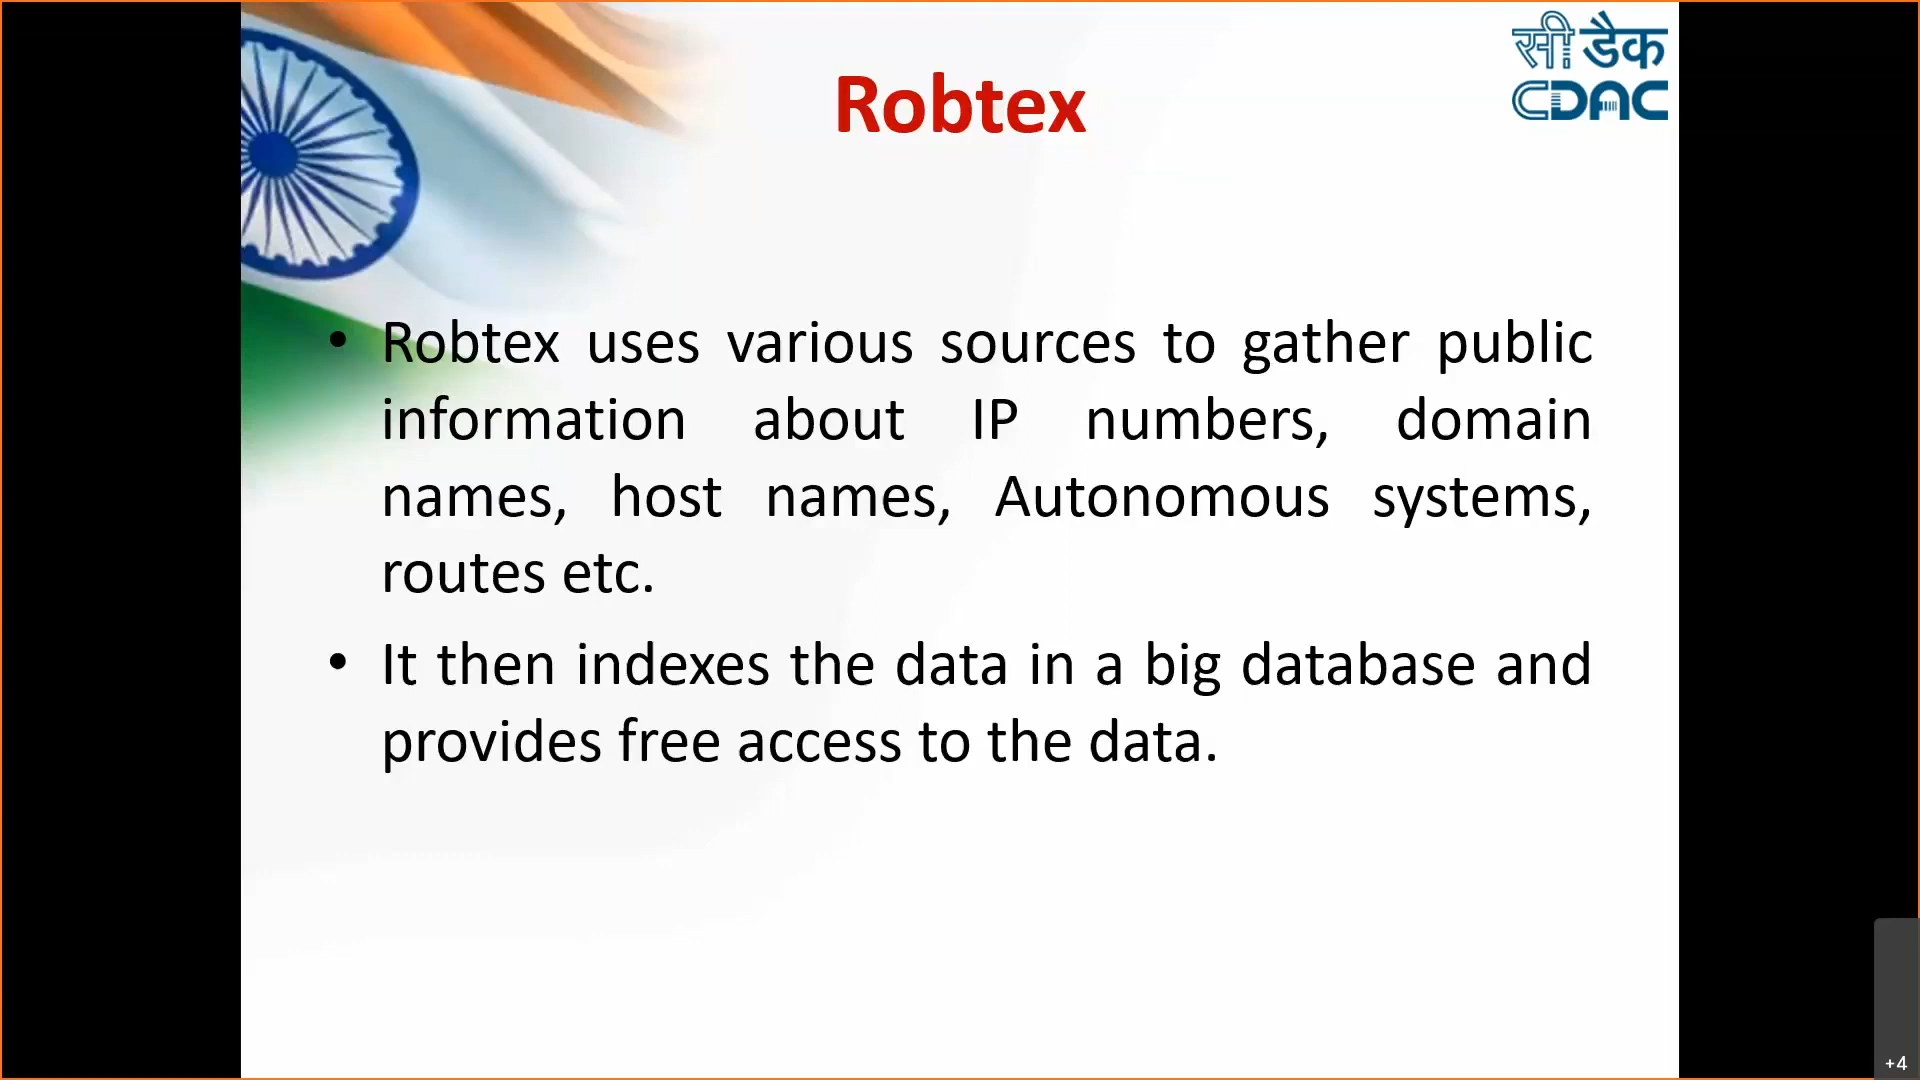 सी डैक
CDAC
Robtex
• Robtex uses various sources to gather public
information about IP numbers, domain
names, host names, Autonomous systems,
routes etc.
• It then indexes the data in a big database and
provides free access to the data.
+4